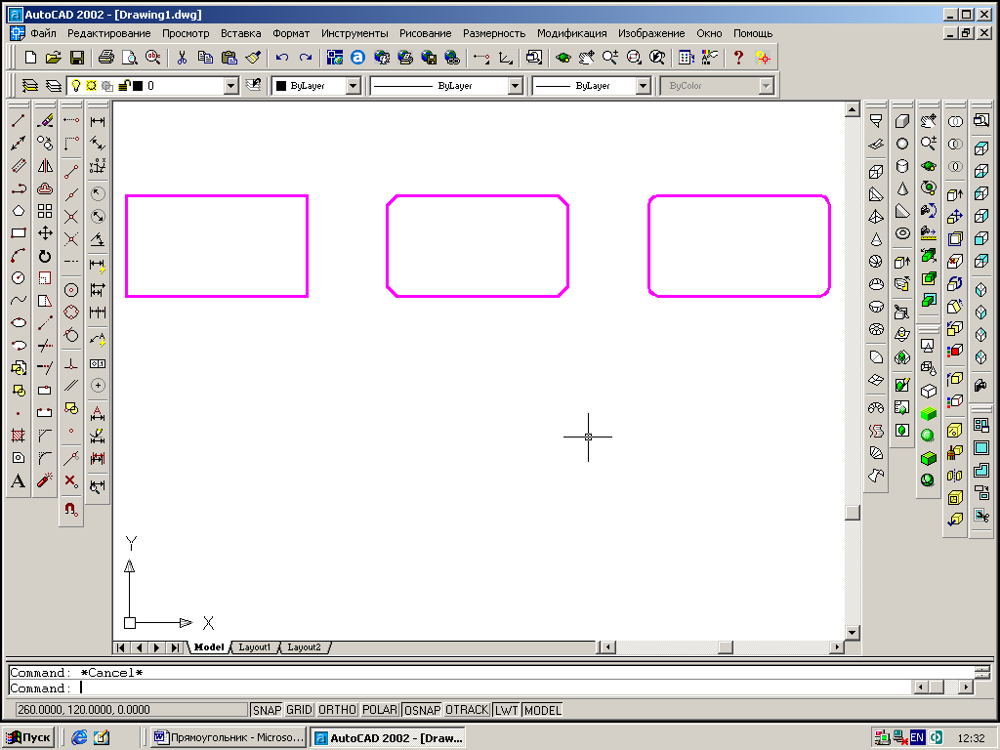 AutoCAD 2002 - [Drawing1.dwg]
Файл Редактирование Просмотр Вставка Формат Инструменты Рисование Размерность Модификация Изображение Окно Помощь
0 ByLayer ByLayer ByLayer ByColor
A
Y
X
Model Layout1 Layout2
Command: *Cancel*
Command:
260.0000, 120.0000, 0.0000 SNAP GRID ORTHO POLAR OSNAP OTRACK LWT MODEL
Пуск Прямоугольник - Microso... AutoCAD 2002 - [Draw... EN 12:32